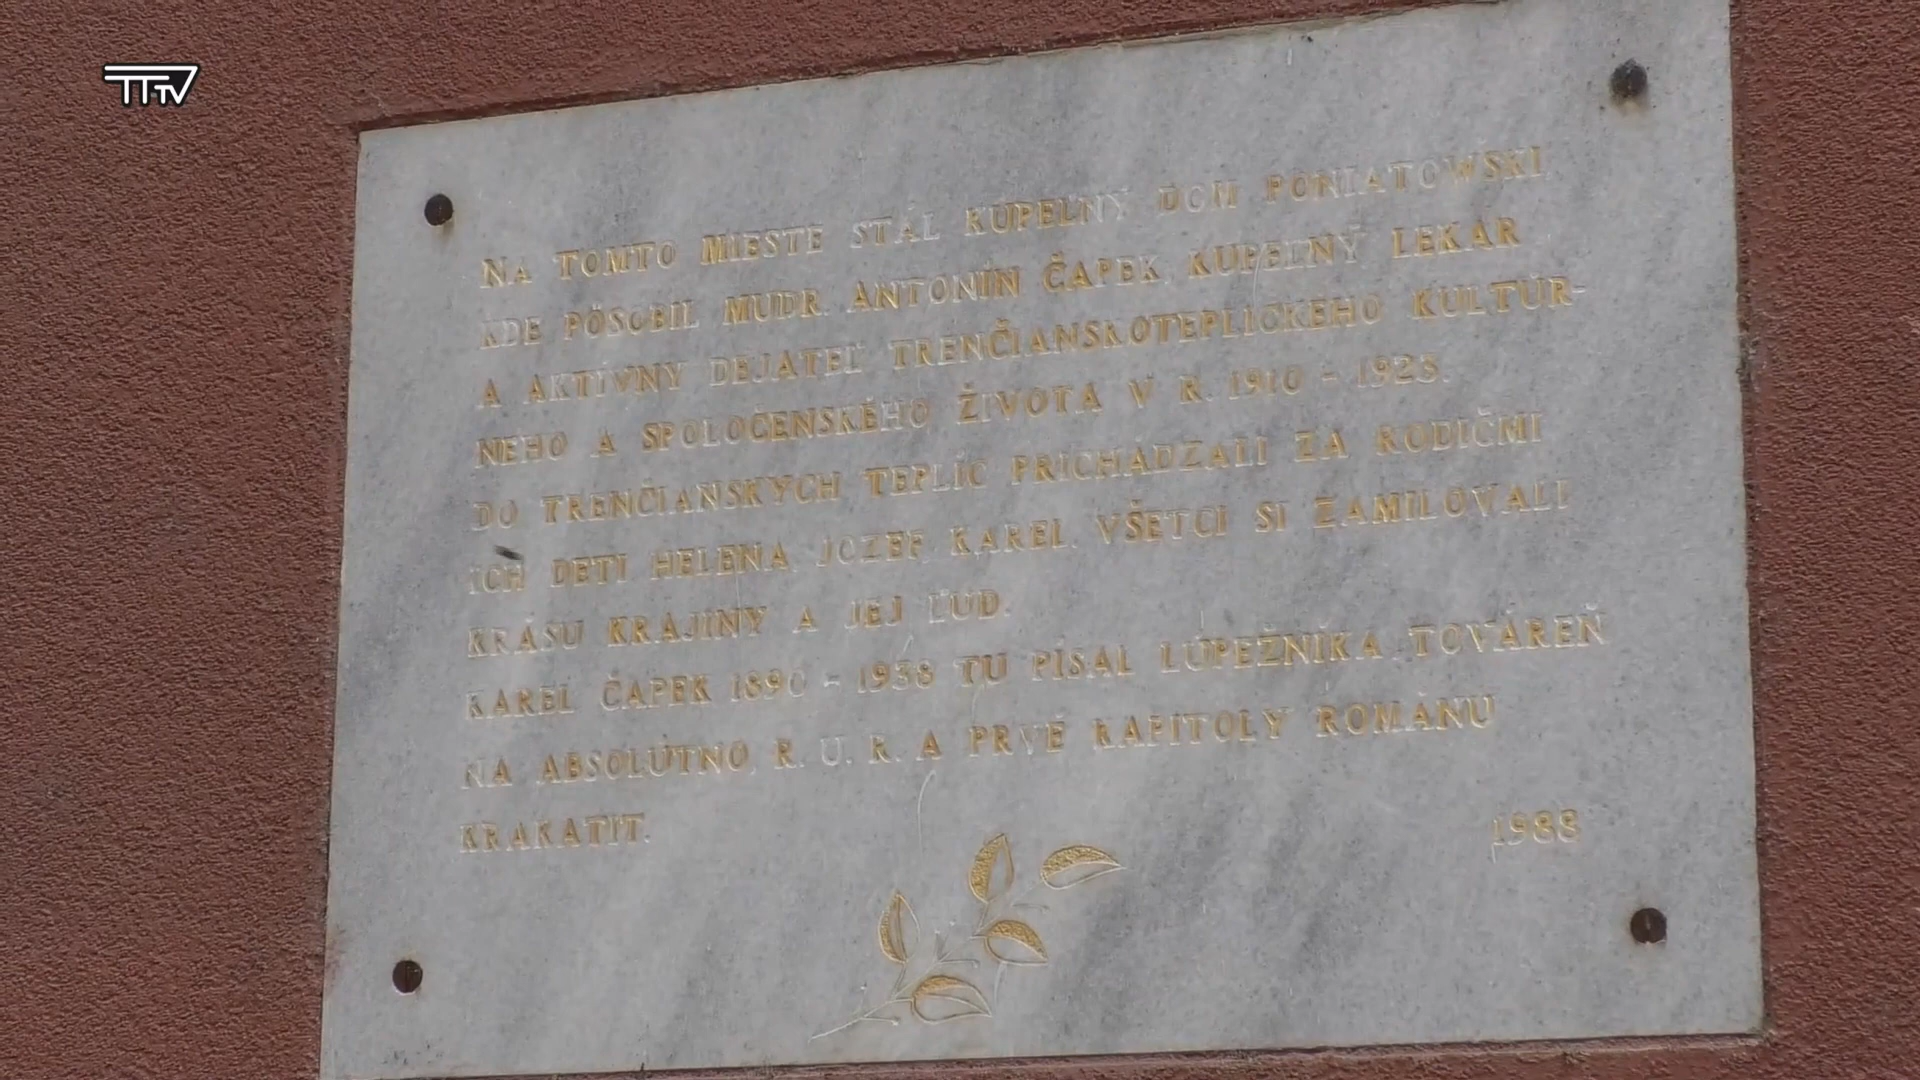 TTTV
NA TOMTO MIESTE STÁL KÚPEĽNÝ DOM PONIATOWSKI
KDE PÔSOBIL MUDR. ANTONÍN ČAPEK, KÚPEĽNÝ LEKÁR
A AKTÍVNY DEJATEĽ TRENČIANSKOTEPLICKÉHO KULTÚR-
NEHO A SPOLOČENSKÉHO ŽIVOTA V R. 1910 - 1925.
DO TRENČIANSKYCH TEPLÍC PRICHÁDZALI ZA RODIČMI
ICH DETI HELENA, JOZEF, KAREL. VŠETCI SI ZAMILOVALI
KRÁSU KRAJINY A JEJ ĽUD.
KAREL ČAPEK 1890 - 1938 TU PÍSAL LÚPEŽNÍKA, TOVÁREŇ
NA ABSOLÚTNO, R. U. R. A PRVÉ KAPITOLY ROMÁNU
KRAKATIT.
1988